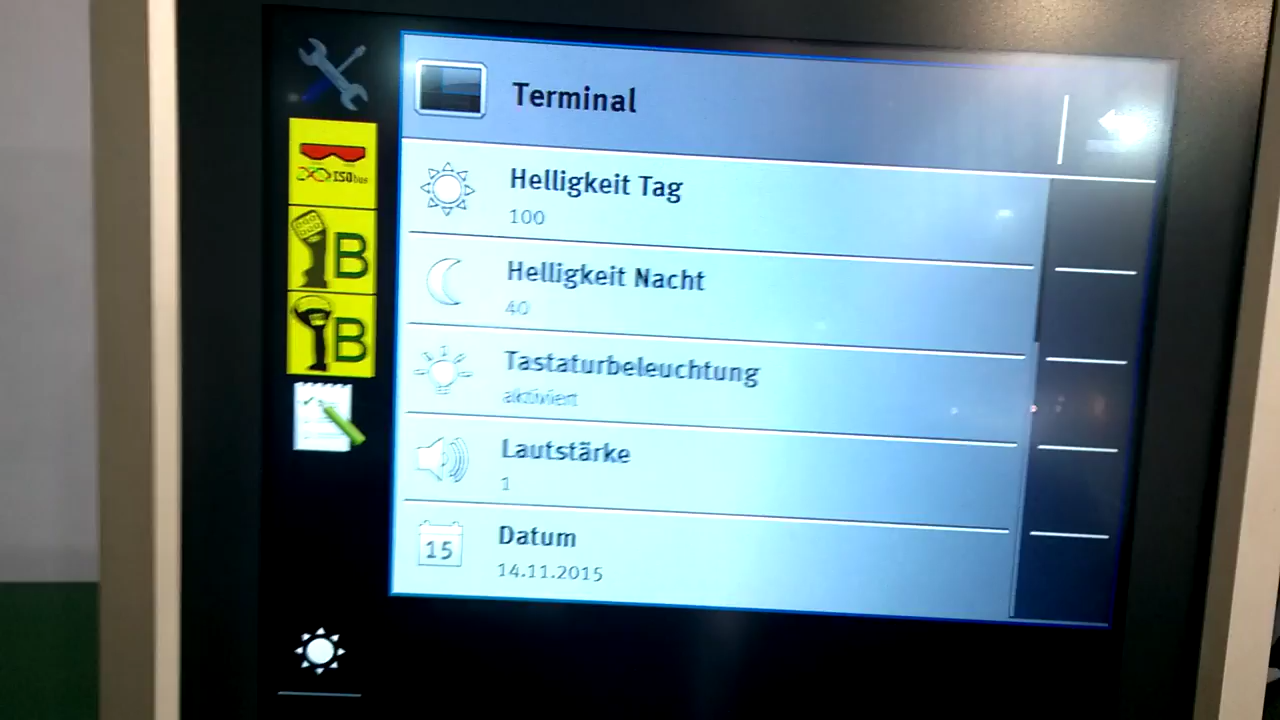 Terminal
ISObus
Helligkeit Tag
100
B
Helligkeit Nacht
40
B
Tastaturbeleuchtung
aktiviert
Lautstärke
1
Datum
15
14.11.2015